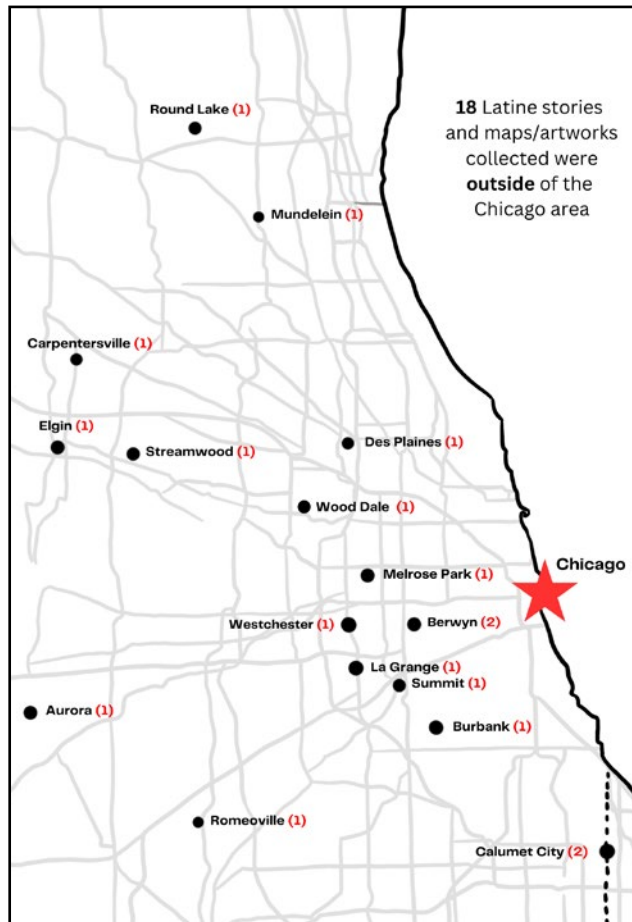 Round Lake (1)
18 Latine stories
and maps/artworks
collected were
outside of the
Chicago area
Mundelein (1)
Carpentersville (1)
Elgin (1)
Streamwood (1)
Des Plaines (1)
Wood Dale (1)
Chicago
Melrose Park (1)
Westchester (1)
Berwyn (2)
La Grange (1)
Summit (1)
Aurora (1)
Burbank (1)
Romeoville (1)
Calumet City (2)